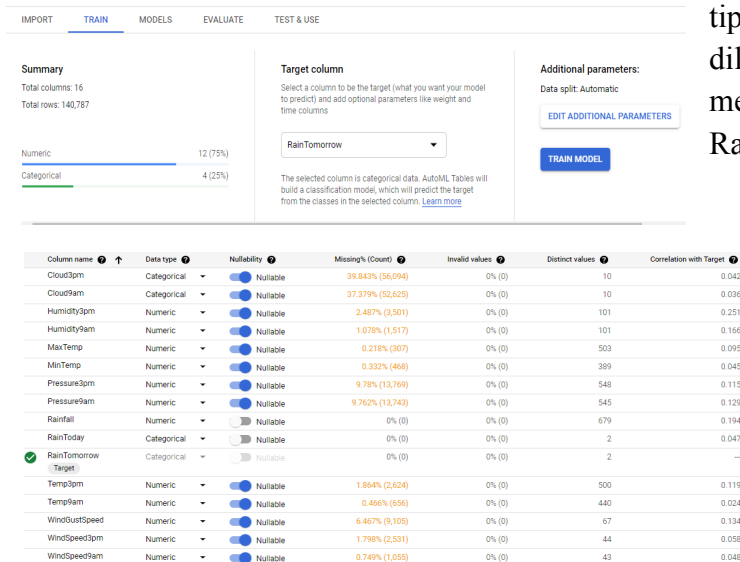 IMPORT TRAIN MODELS EVALUATE TEST & USE
Summary
Total columns: 16
Total rows: 140,787
Numeric 12 (75%)
Categorical 4 (25%)
Target column
Select a column to be the target (what you want your model
to predict) and add optional parameters like weight and
time columns
RainTomorrow
The selected column is categorical data. AutoML Tables will
build a classification model, which will predict the target
from the classes in the selected column. Learn more
Additional parameters:
Data split: Automatic
EDIT ADDITIONAL PARAMETERS
TRAIN MODEL
tip
me
Ra
Column name Data type Nullability Missing% (Count) Invalid values Distinct values Correlation with Target
Cloud3pm Categorical Nullable 39.843% (56,094) 0% (0) 10 0.042
Cloud9am Categorical Nullable 37.379% (52,625) 0% (0) 10 0.036
Humidity3pm Numeric Nullable 2.487% (3,501) 0% (0) 101 0.251
Humidity9am Numeric Nullable 1.078% (1,517) 0% (0) 101 0.166
MaxTemp Numeric Nullable 0.218% (307) 0% (0) 503 0.095
MinTemp Numeric Nullable 0.332% (468) 0% (0) 389 0.045
Pressure3pm Numeric Nullable 9.78% (13,769) 0% (0) 548 0.115
Pressure9am Numeric Nullable 9.762% (13,743) 0% (0) 545 0.129
Rainfall Numeric Nullable 0% (0) 0% (0) 679 0.194
RainToday Categorical Nullable 0% (0) 0% (0) 2 0.047
RainTomorrow Categorical Nullable 0% (0) 0% (0) 2 —
Target
Temp3pm Numeric Nullable 1.864% (2,624) 0% (0) 500 0.119
Temp9am Numeric Nullable 0.466% (656) 0% (0) 440 0.024
WindGustSpeed Numeric Nullable 6.467% (9,105) 0% (0) 67 0.134
WindSpeed3pm Numeric Nullable 1.798% (2,531) 0% (0) 44 0.058
WindSpeed9am Numeric Nullable 0.749% (1,055) 0% (0) 43 0.048